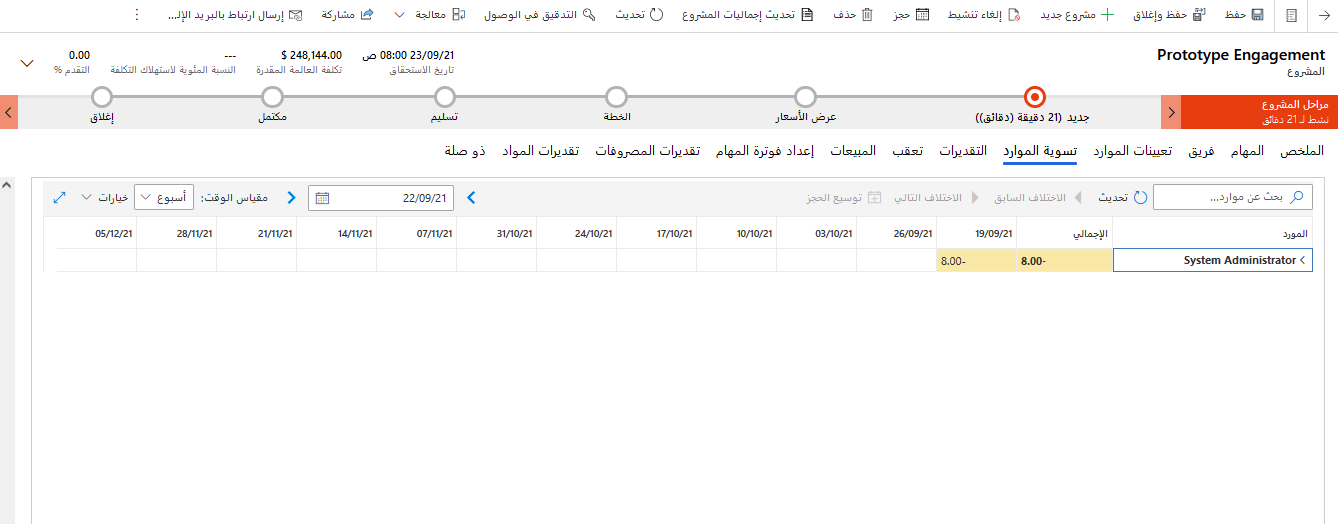 حفظ حفظ وإغلاق مشروع جديد إلغاء تنشيط حجز حذف تحديث إجماليات المشروع تحديث التدقيق في الوصول معالجة مشاركة إرسال ارتباط بالبريد الإل...
Prototype Engagement
المشروع
23/09/21 08:00 ص
تاريخ الاستحقاق
$ 248,144.00
تكلفة العمالة المقدرة
---
النسبة المئوية لاستهلاك التكلفة
0.00
التقدم %
مراحل المشروع
نشط لـ 21 دقائق
جديد (21 دقيقة (دقائق)) عرض الأسعار الخطة تسليم مكتمل إغلاق
الملخص المهام فريق تعيينات الموارد تسوية الموارد التقديرات تعقب المبيعات إعداد فوترة المهام تقديرات المصروفات تقديرات المواد ذو صلة
بحث عن موارد... تحديث الاختلاف السابق الاختلاف التالي توسيع الحجز 22/09/21 مقياس الوقت: أسبوع خيارات
المورد الإجمالي 19/09/21 26/09/21 03/10/21 10/10/21 17/10/21 24/10/21 31/10/21 07/11/21 14/11/21 21/11/21 28/11/21 05/12/21
System Administrator 8.00- 8.00-